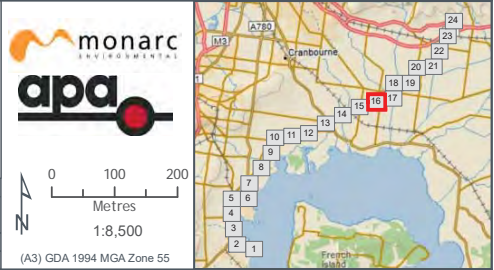 monarc
ENVIRONMENTAL
apa
0 100 200
Metres
1:8,500
N
(A3) GDA 1994 MGA Zone 55
A780
M3
Cranbourne
24
23
20 21
18 19
15 16 17
14
13
10 11 12
9
8
7
5 6
4
3
2 1
French
Island